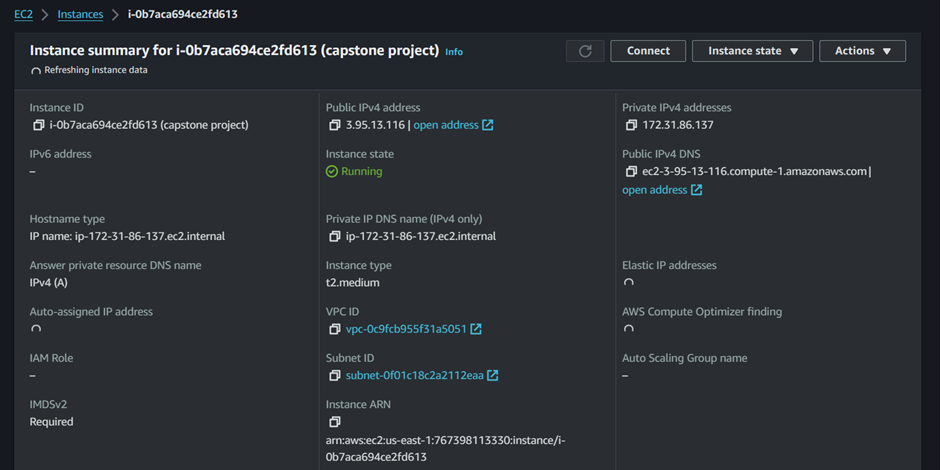 EC2 > Instances > i-0b7aca694ce2fd613
Instance summary for i-0b7aca694ce2fd613 (capstone project) Info
Connect
Instance state ▼
Actions ▼
Refreshing instance data
Instance ID
i-0b7aca694ce2fd613 (capstone project)
Public IPv4 address
3.95.13.116 | open address
Private IPv4 addresses
172.31.86.137
IPv6 address
–
Instance state
Running
Public IPv4 DNS
ec2-3-95-13-116.compute-1.amazonaws.com |
open address
Hostname type
IP name: ip-172-31-86-137.ec2.internal
Private IP DNS name (IPv4 only)
ip-172-31-86-137.ec2.internal
Answer private resource DNS name
IPv4 (A)
Instance type
t2.medium
Elastic IP addresses
Auto-assigned IP address
VPC ID
vpc-0c9fcb955f31a5051
AWS Compute Optimizer finding
IAM Role
–
Subnet ID
subnet-0f01c18c2a2112eaa
Auto Scaling Group name
–
IMDSv2
Required
Instance ARN
arn:aws:ec2:us-east-1:767398113330:instance/i-
0b7aca694ce2fd613